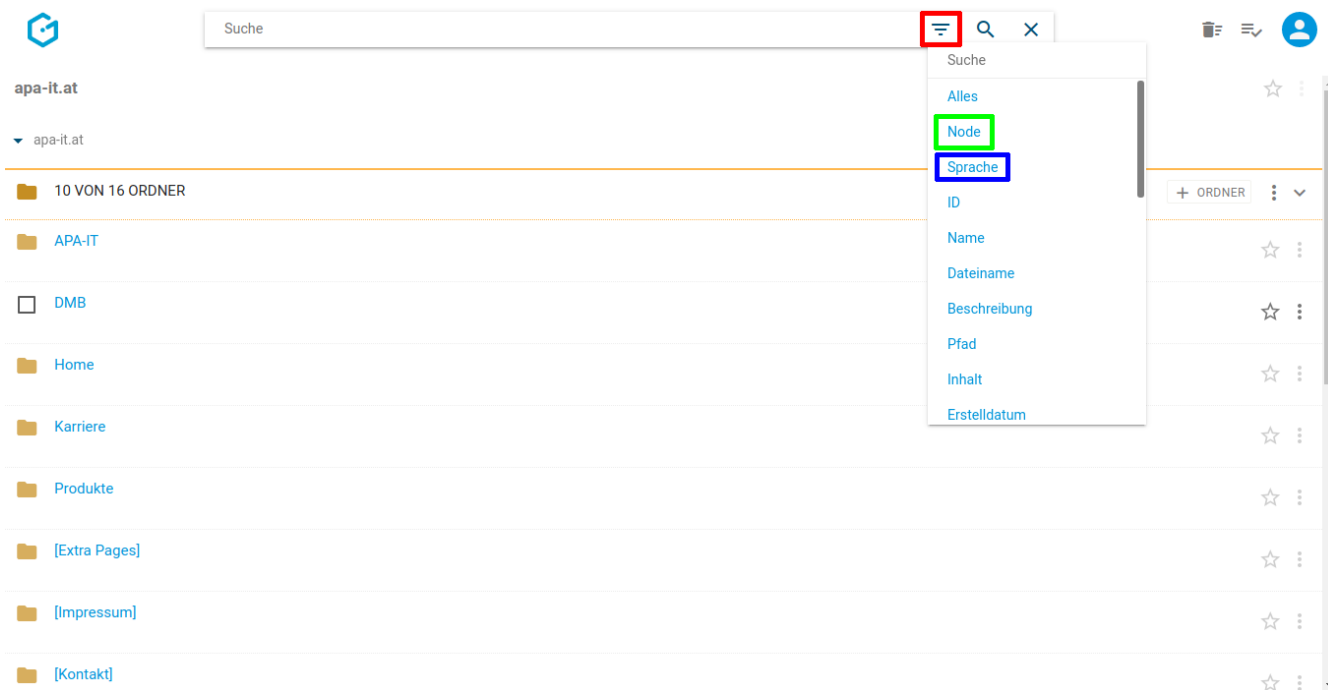 Suche
Suche
apa-it.at
Alles
apa-it.at
Node
Sprache
10 VON 16 ORDNER
ORDNER
ID
APA-IT
Name
Dateiname
DMB
Beschreibung
Pfad
Home
Inhalt
Erstelldatum
Karriere
Produkte
[Extra Pages]
[Impressum]
[Kontakt]